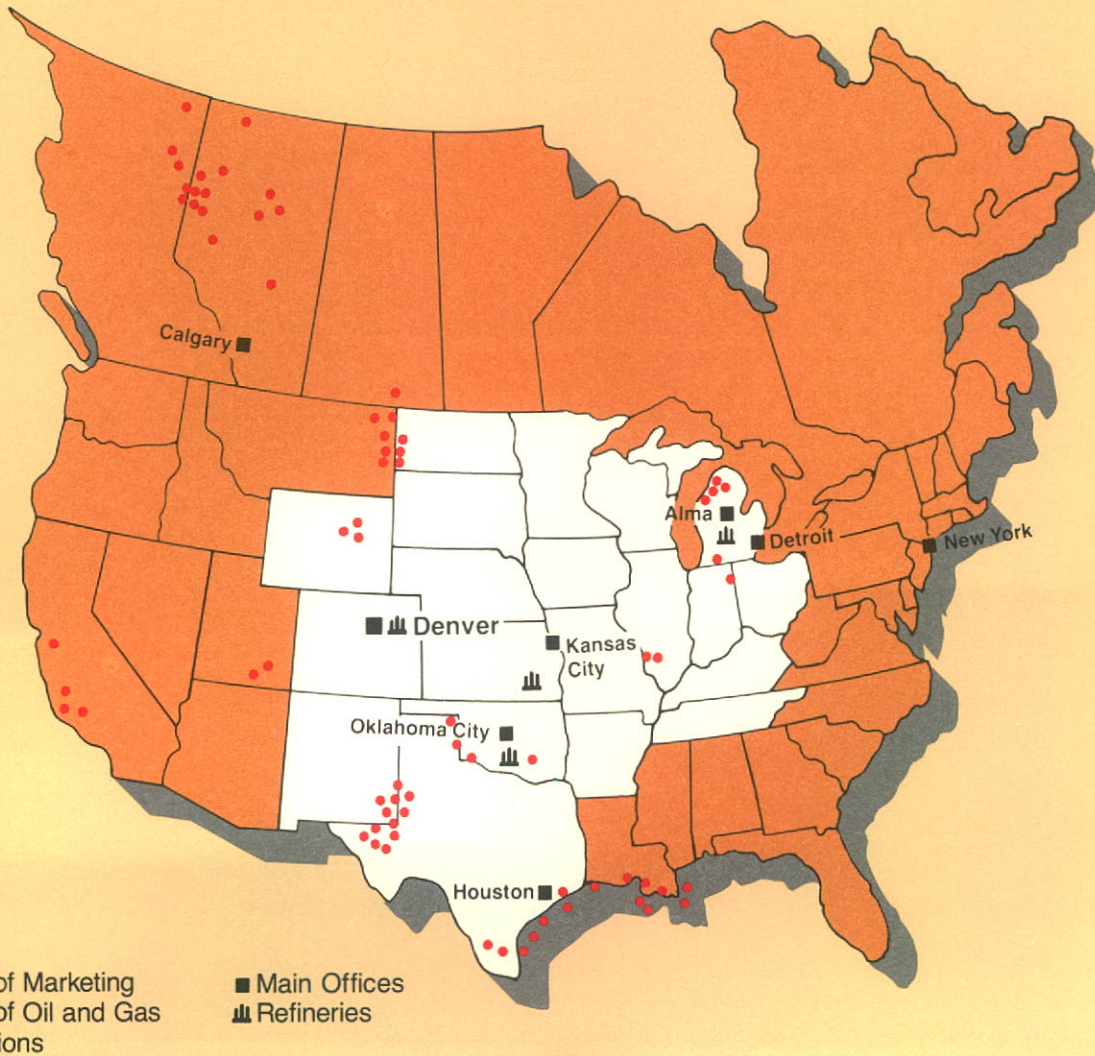 Calgary
Alma
Detroit
New York
Denver
Kansas
City
Oklahoma City
Houston
of Marketing
of Oil and Gas
ions
Main Offices
Refineries